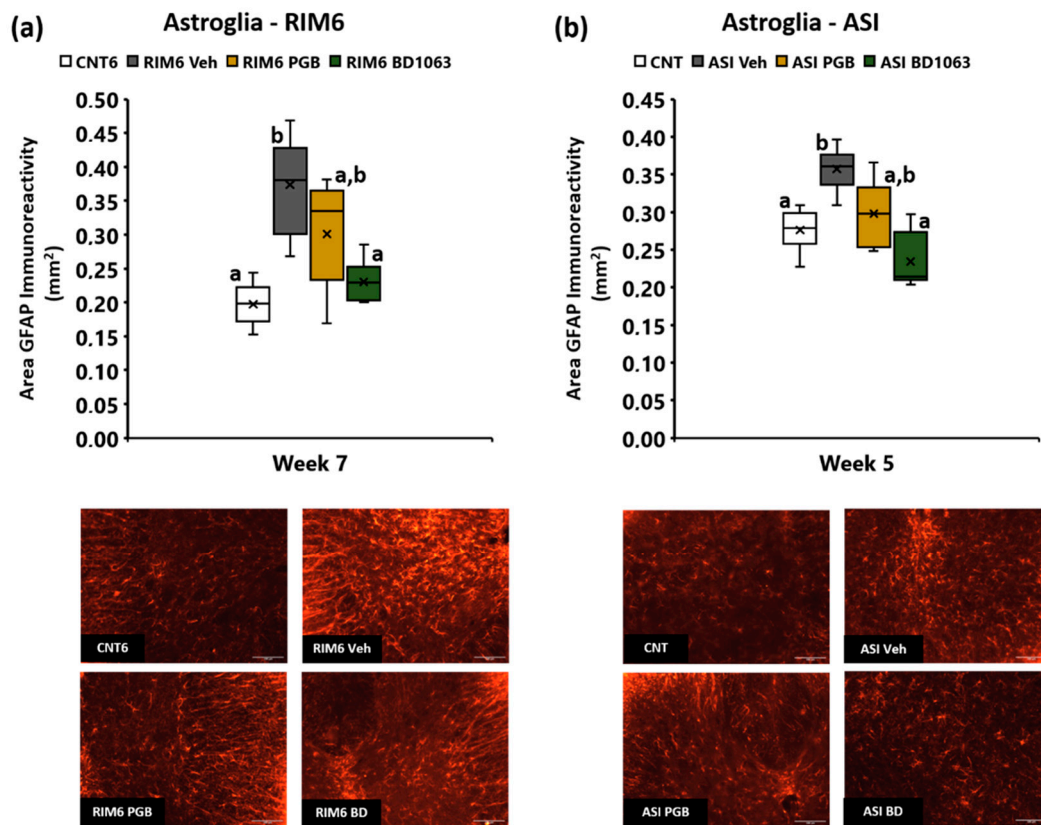 (a)
Astroglia - RIM6
CNT6 RIM6 Veh RIM6 PGB RIM6 BD1063
Area GFAP Immunoreactivity
(mm²)
0.50
0.45
0.40
0.35
0.30
0.25
0.20
0.15
0.10
0.05
0.00
a
b
a,b
a
Week 7
CNT6
RIM6 Veh
RIM6 PGB
RIM6 BD
(b)
Astroglia - ASI
CNT ASI Veh ASI PGB ASI BD1063
Area GFAP Immunoreactivity
(mm²)
0.45
0.40
0.35
0.30
0.25
0.20
0.15
0.10
0.05
0.00
a
b
a,b
a
Week 5
CNT
ASI Veh
ASI PGB
ASI BD